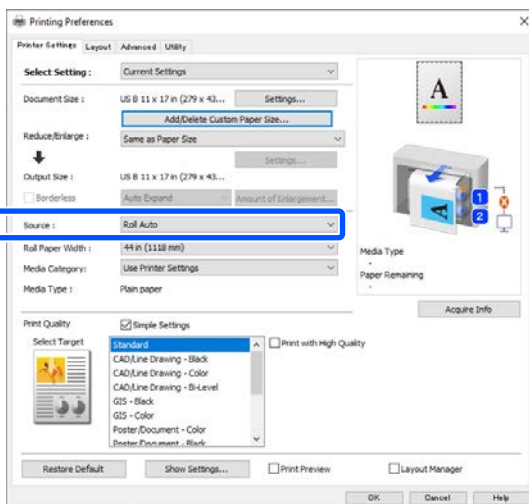 Printing Preferences
Printer Settings Layout Advanced Utility
Select Setting : Current Settings
Document Size : US B 11 x 17 in (279 x 43... Settings...
Add/Delete Custom Paper Size...
Reduce/Enlarge : Same as Paper Size
Settings...
Output Size : US B 11 x 17 in (279 x 43...
Borderless Auto Expand Amount of Enlargement...
Source : Roll Auto
Roll Paper Width : 44 in (1118 mm)
Media Category: Use Printer Settings
Media Type : Plain paper
A
A
1
2
Media Type
-
Paper Remaining
-
Acquire Info
Print Quality Simple Settings
Select Target
Standard
CAD/Line Drawing - Black
CAD/Line Drawing - Color
CAD/Line Drawing - Bi-Level
GIS - Black
GIS - Color
Poster/Document - Color
Poster/Document - Black
Print with High Quality
Restore Default Show Settings... Print Preview Layout Manager
OK Cancel Help